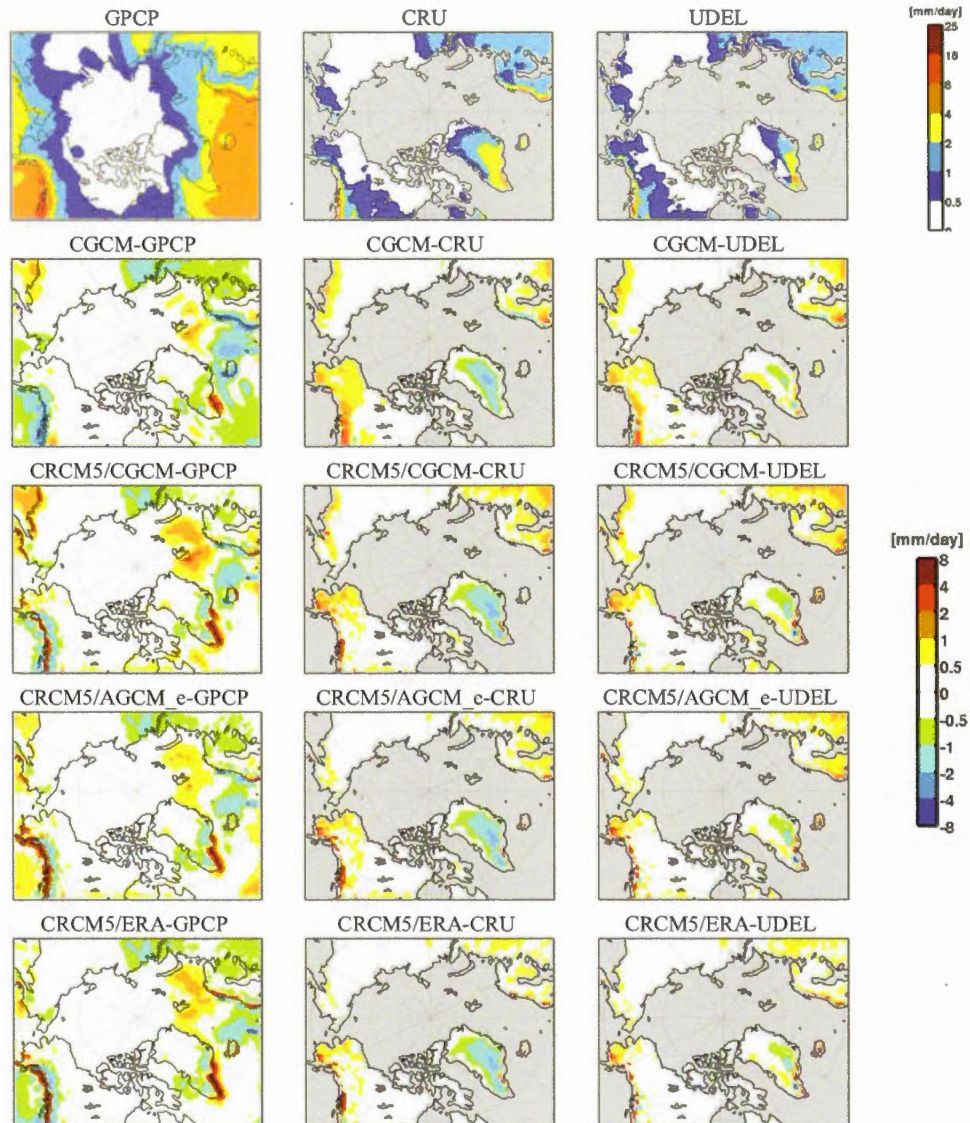 GPCP CRU UDEL
[mm/day]
25
16
8
4
2
1
0.5
CGCM-GPCP CGCM-CRU CGCM-UDEL
CRCM5/CGCM-GPCP CRCM5/CGCM-CRU CRCM5/CGCM-UDEL
[mm/day]
8
4
2
1
0.5
0
-0.5
-1
-2
-4
-8
CRCM5/AGCM_e-GPCP CRCM5/AGCM_e-CRU CRCM5/AGCM_e-UDEL
CRCM5/ERA-GPCP CRCM5/ERA-CRU CRCM5/ERA-UDEL